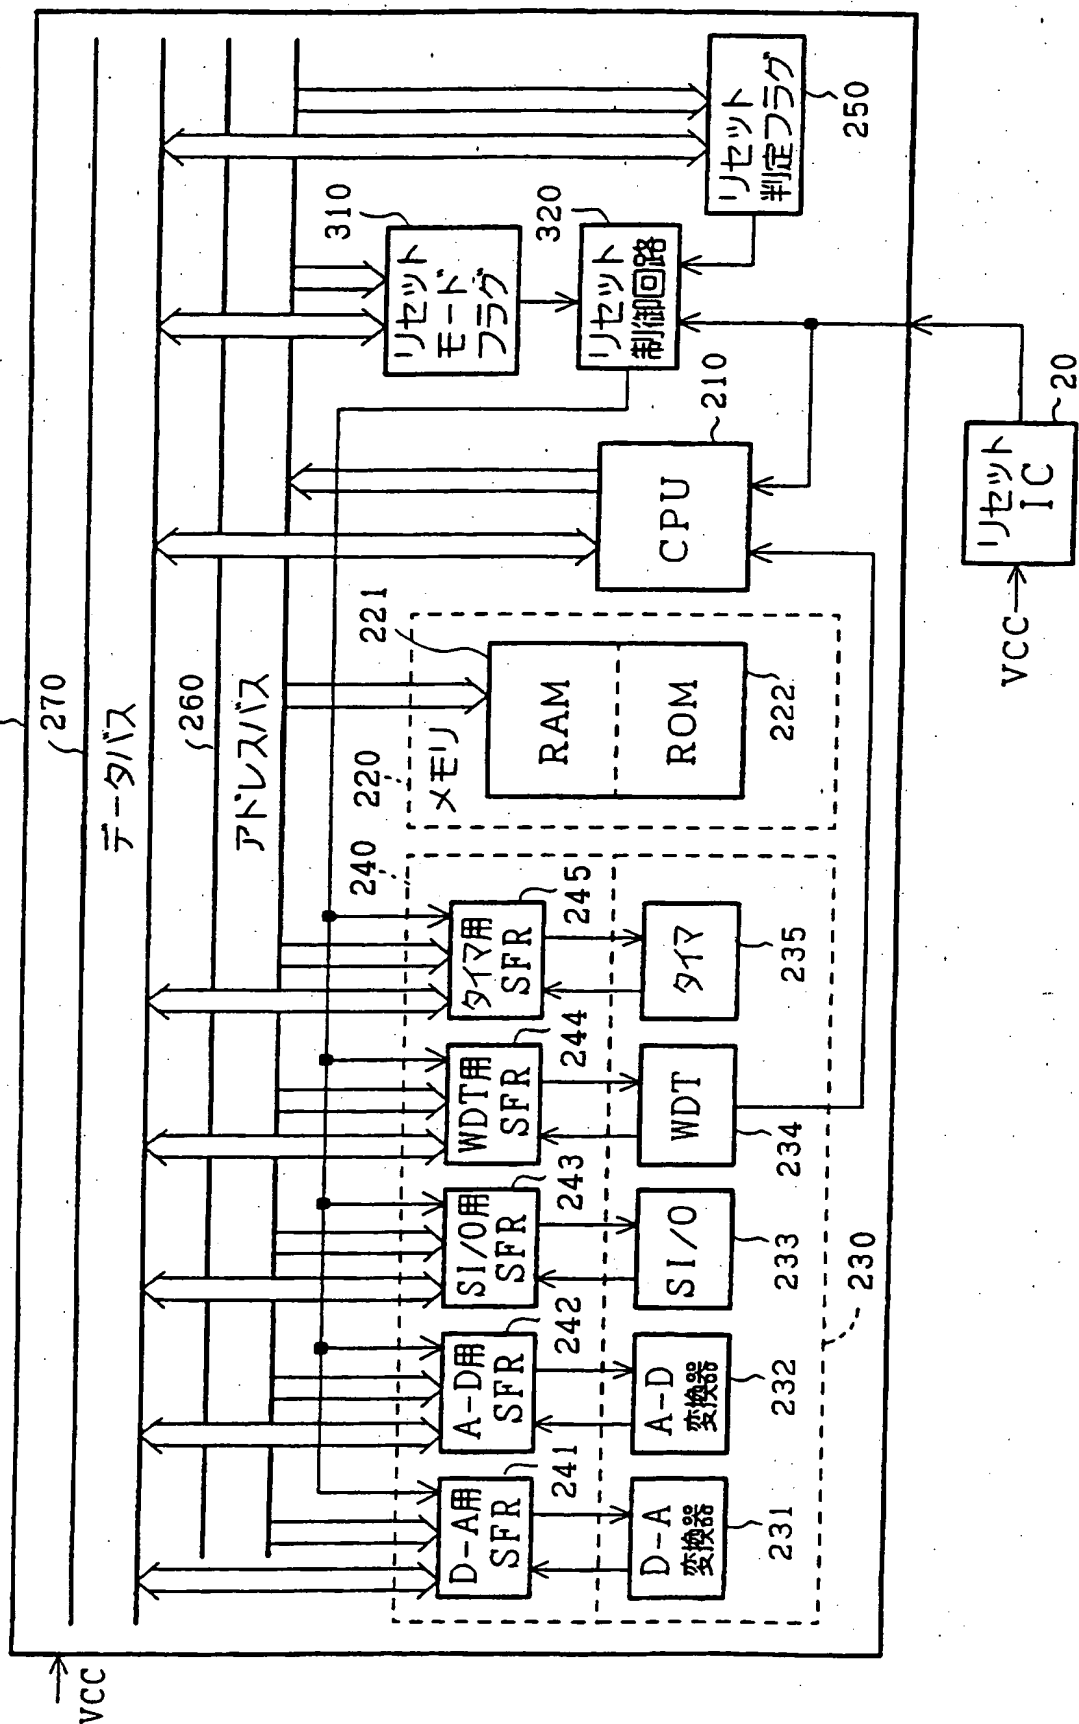 VCC
270
データバス
260
アドレスバス
240
220
メモリ
221
RAM
ROM
222
310
リセット
モード
フラグ
320
リセット
制御回路
リセット
判定フラグ
250
210
CPU
D-A用
SFR
241
A-D用
SFR
242
SI/O用
SFR
243
WDT用
SFR
244
タイマ用
SFR
245
D-A
変換器
231
A-D
変換器
232
SI/O
233
WDT
234
タイマ
235
230
VCC
リセット
IC
20